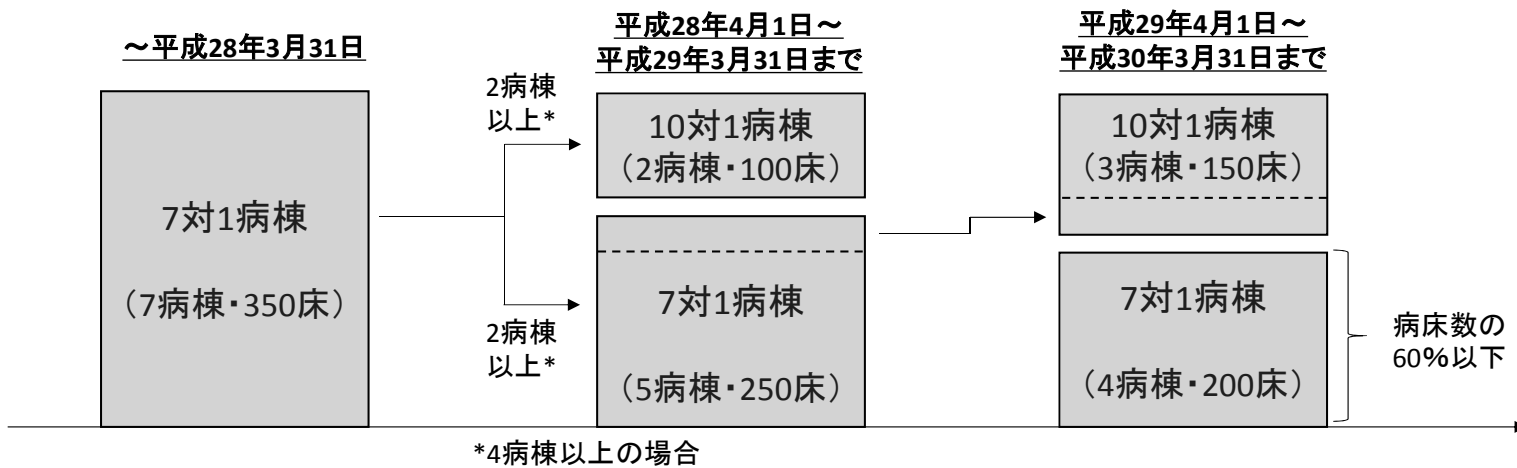 ～平成28年3月31日
7対1病棟
（7病棟・350床）
2病棟
以上*
2病棟
以上*
平成28年4月1日～
平成29年3月31日まで
10対1病棟
（2病棟・100床）
7対1病棟
（5病棟・250床）
平成29年4月1日～
平成30年3月31日まで
10対1病棟
（3病棟・150床）
7対1病棟
（4病棟・200床）
病床数の
60%以下
*4病棟以上の場合